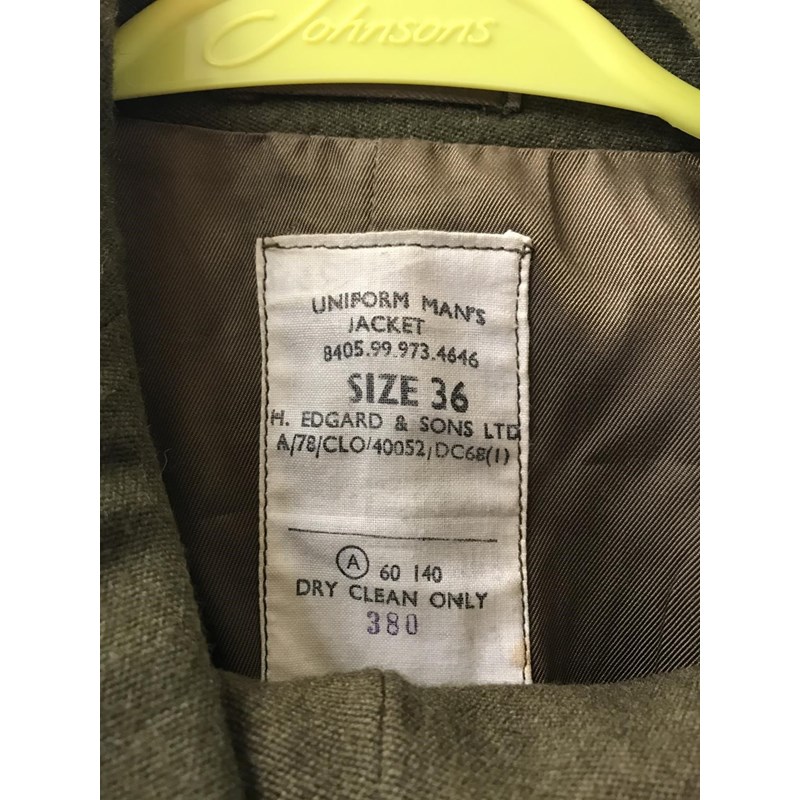 Johnsons
UNIFORM MAN'S
JACKET
8405.99.973.4646
SIZE 36
H. EDGARD & SONS LTD
A/78/CLO/40052/DC68(1)
A 60 140
DRY CLEAN ONLY
380